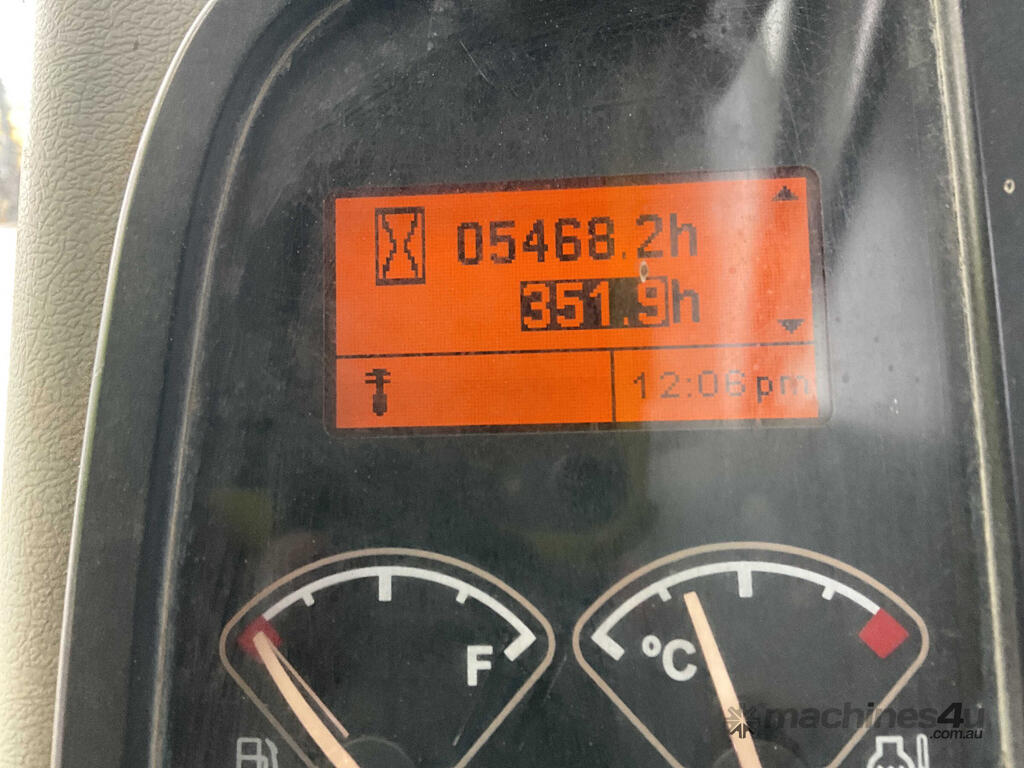 05468.2h
351.9h
12:06pm
F
°C
machines4u
.com.au